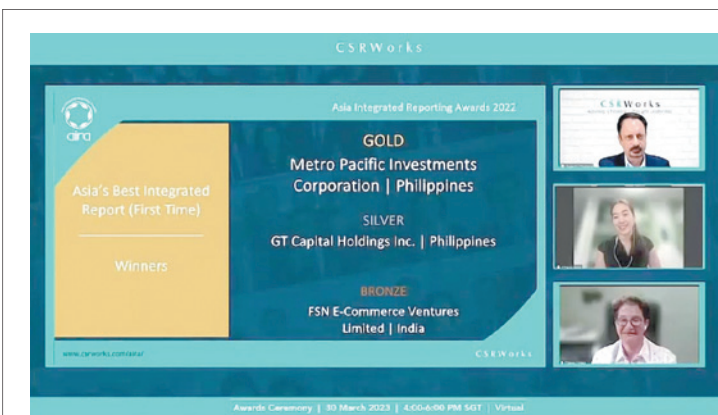 CSRWorks
aira
Asia Integrated Reporting Awards 2022
Asia's Best Integrated
Report (First Time)
Winners
GOLD
Metro Pacific Investments
Corporation | Philippines
SILVER
GT Capital Holdings Inc. | Philippines
BRONZE
FSN E-Commerce Ventures
Limited | India
www.csrworks.com/aira/
CSRWorks
CSRWorks
Awards Ceremony | 30 March 2023 | 4:00-6:00 PM SGT | Virtual